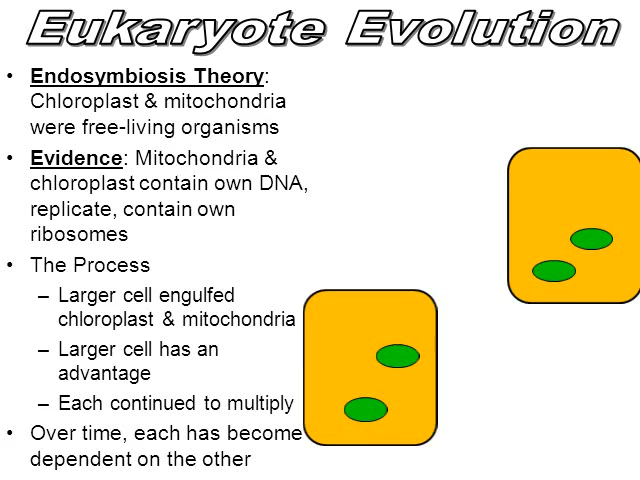 Eukaryote Evolution
• Endosymbiosis Theory:
Chloroplast & mitochondria
were free-living organisms
• Evidence: Mitochondria &
chloroplast contain own DNA,
replicate, contain own
ribosomes
• The Process
– Larger cell engulfed
chloroplast & mitochondria
– Larger cell has an
advantage
– Each continued to multiply
• Over time, each has become
dependent on the other